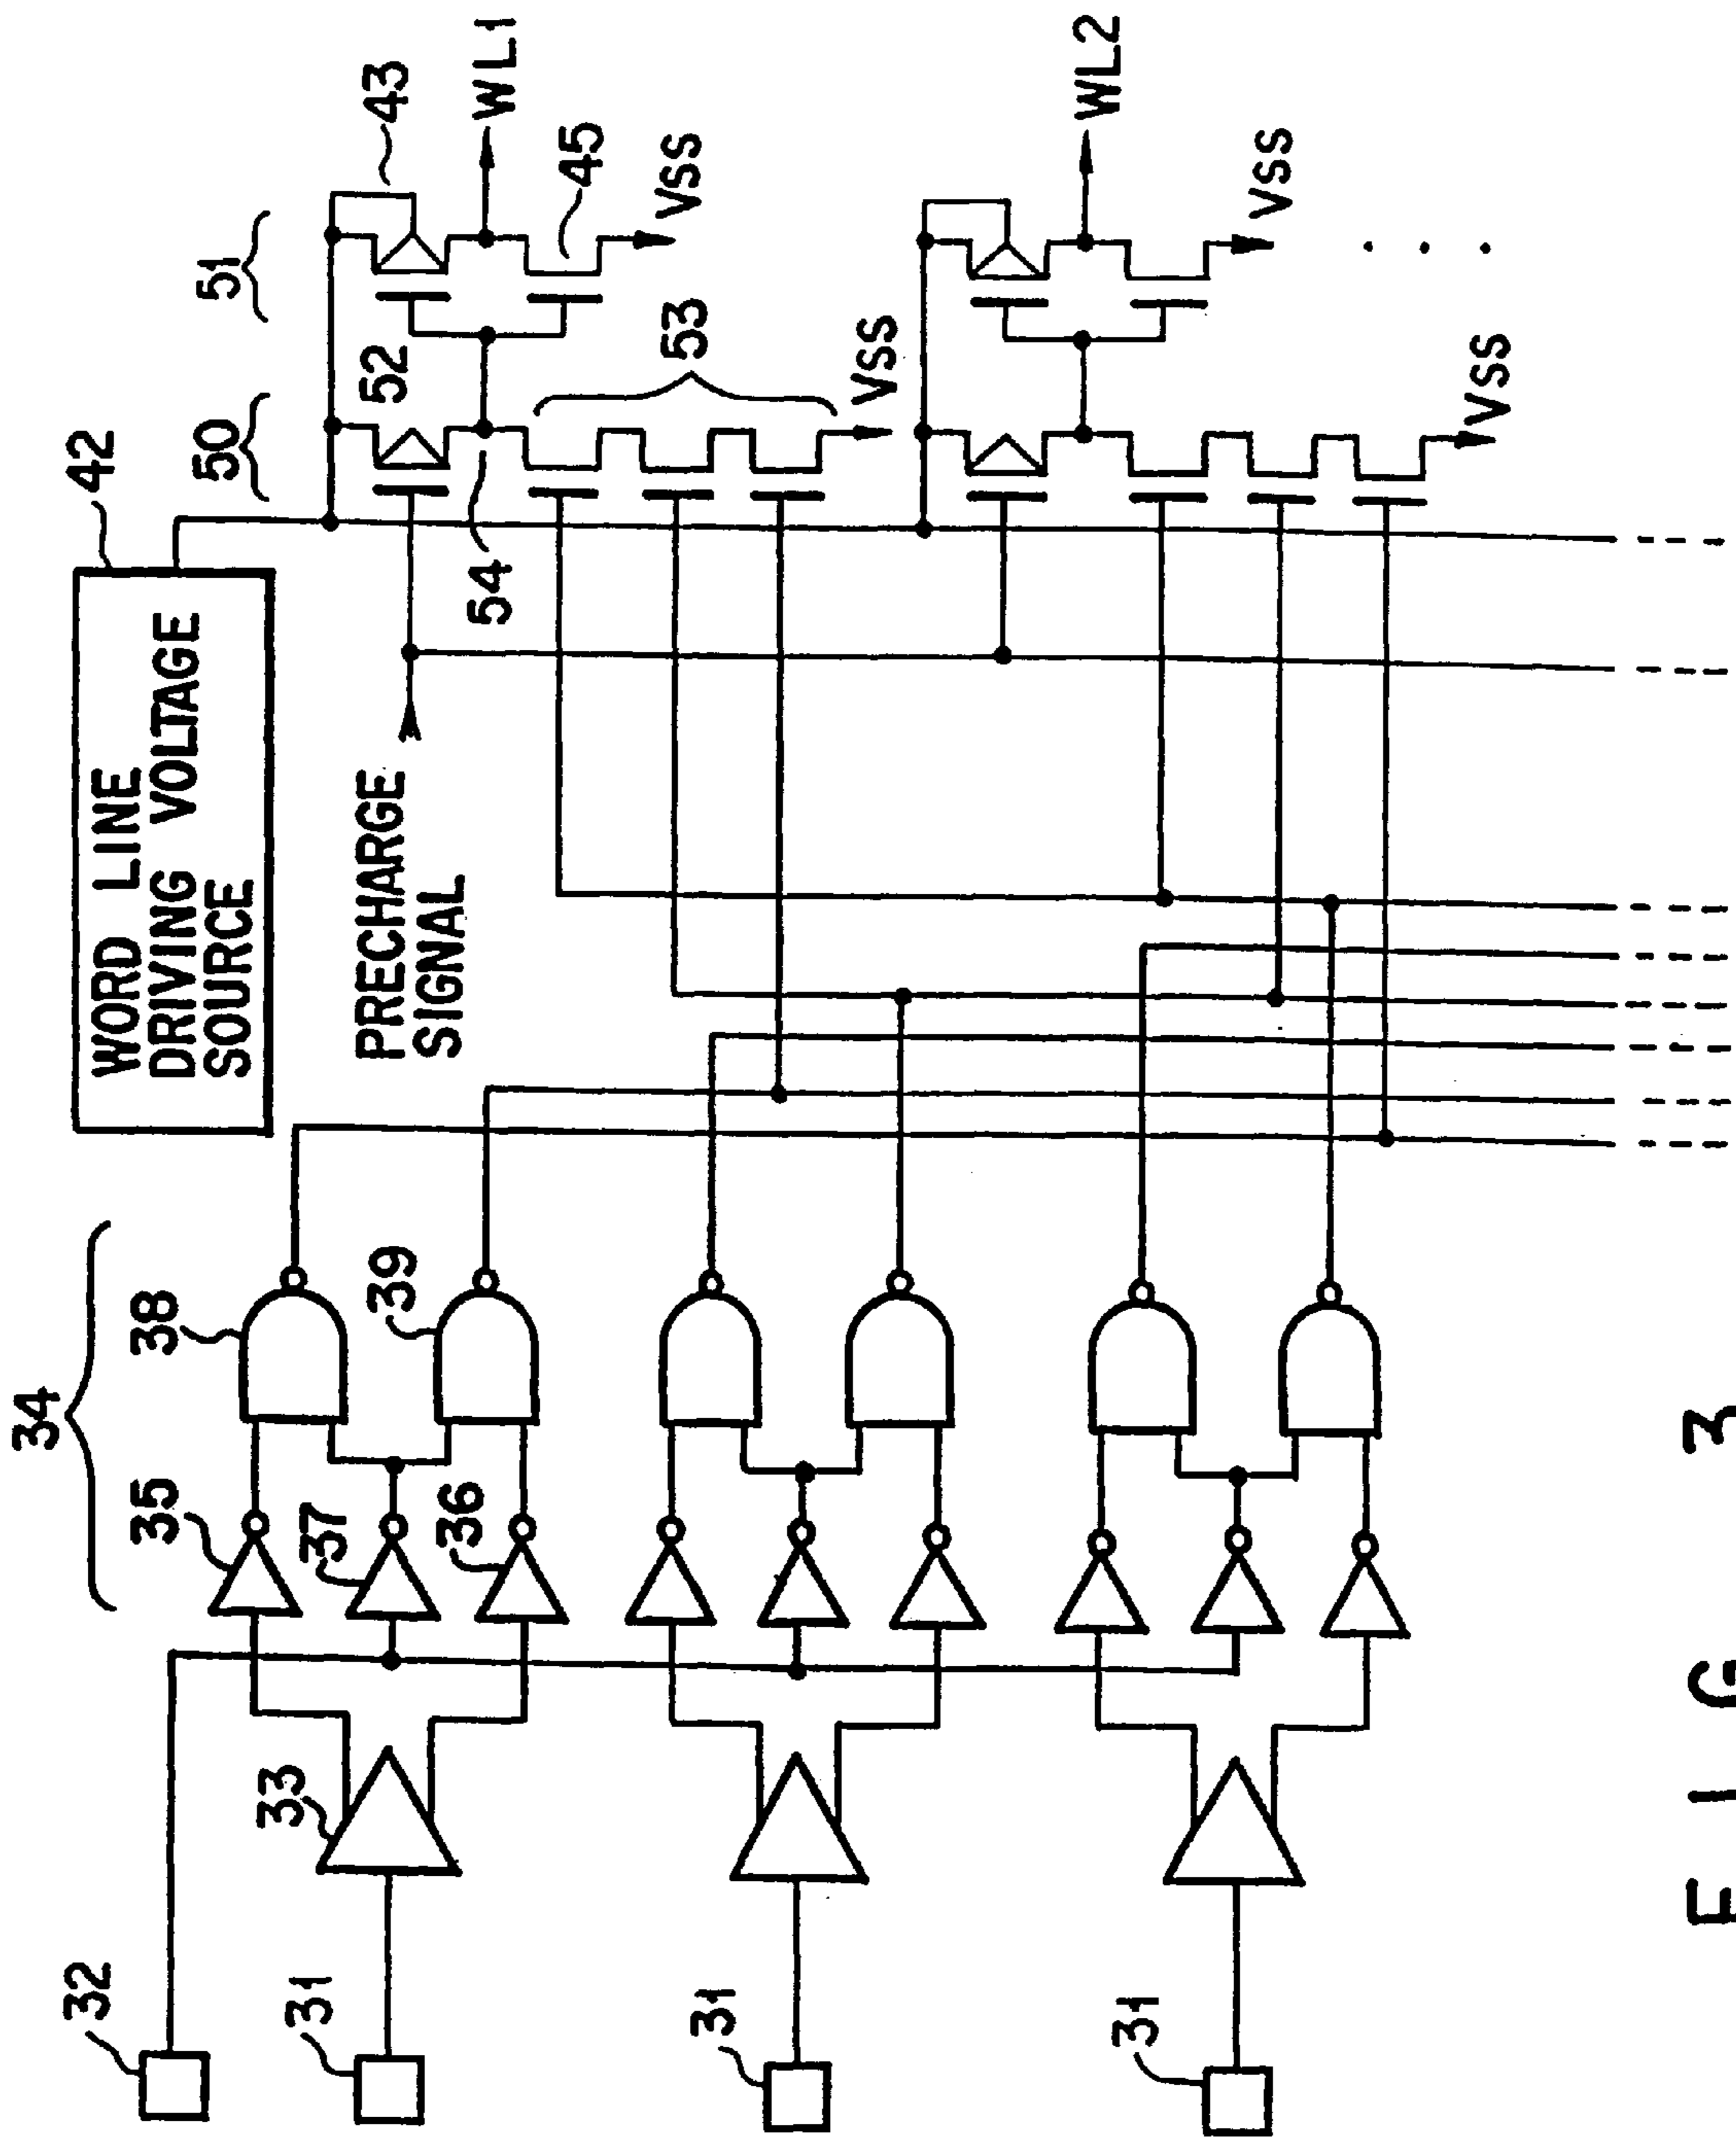 42
WORD LINE
DRIVING VOLTAGE
SOURCE
50
51
43
52
WL1
45
VSS
54
53
VSS
PRECHARGE
SIGNAL
WL2
VSS
VSS
34
35
38
37
39
36
33
32
31
31
31
FIG 3